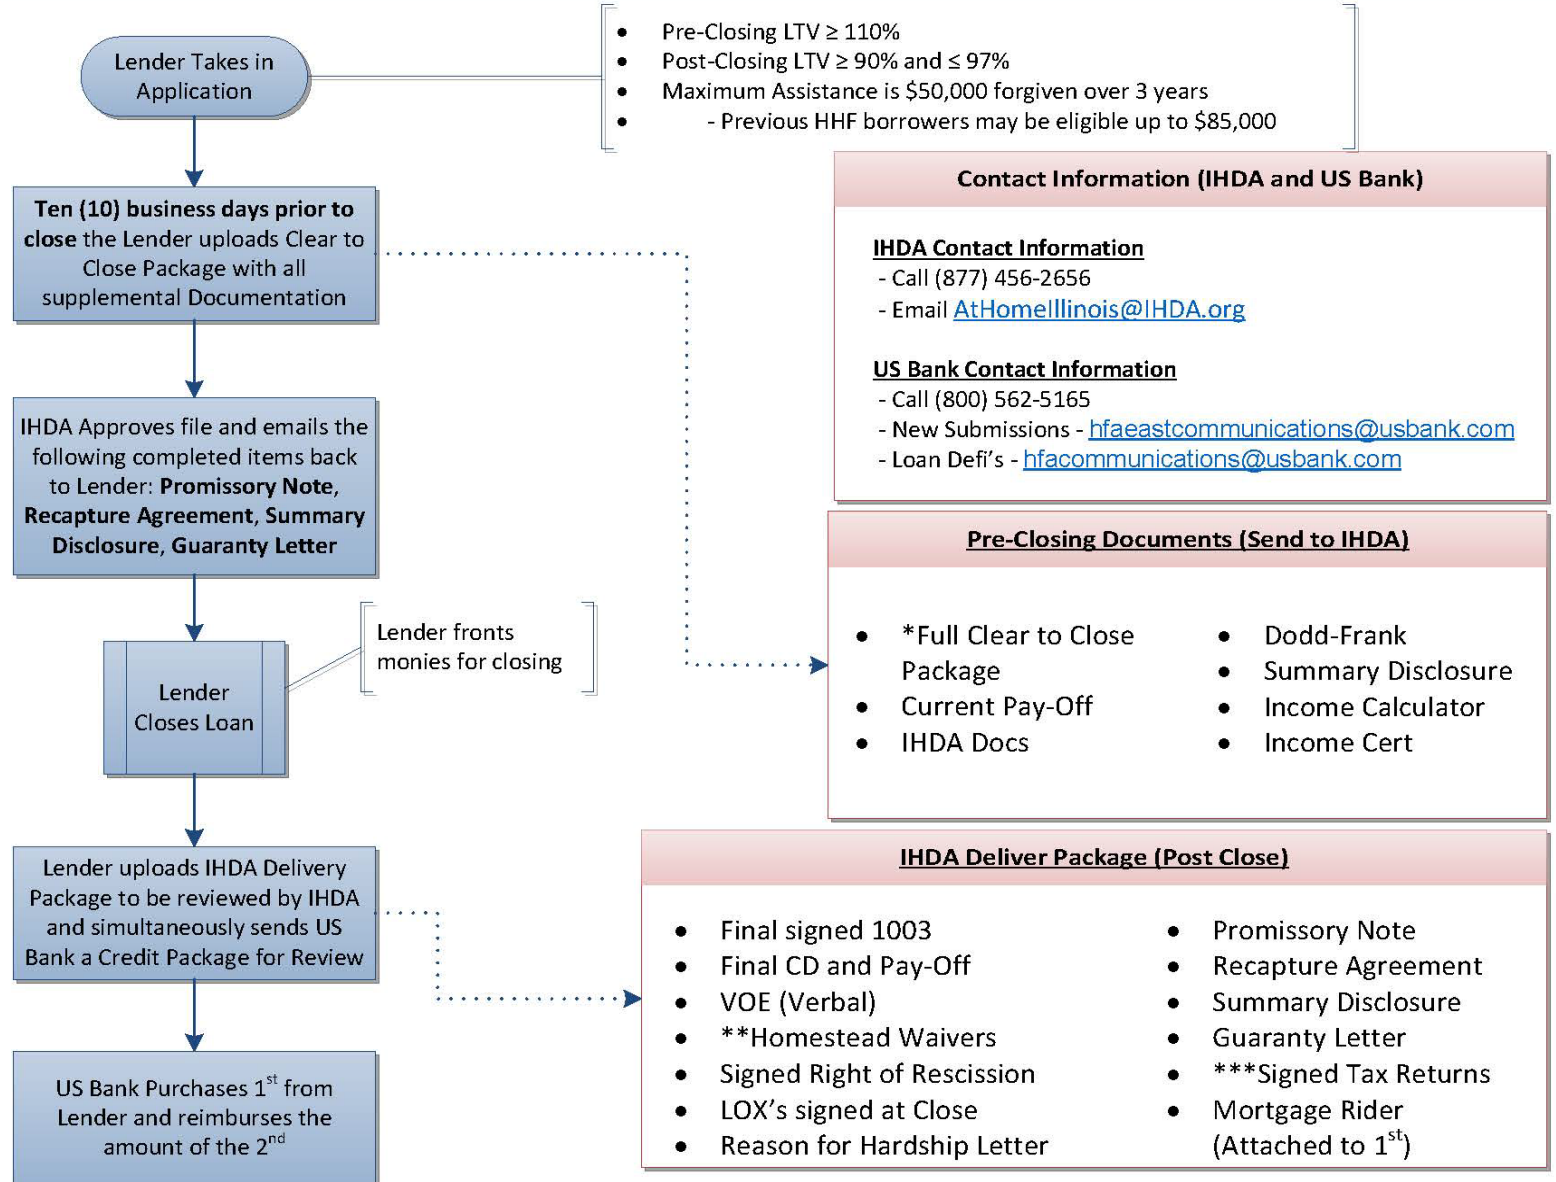 Lender Takes in
Application
• Pre-Closing LTV ≥ 110%
• Post-Closing LTV ≥ 90% and ≤ 97%
• Maximum Assistance is $50,000 forgiven over 3 years
• - Previous HHF borrowers may be eligible up to $85,000
Ten (10) business days prior to
close the Lender uploads Clear to
Close Package with all
supplemental Documentation
IHDA Approves file and emails the
following completed items back
to Lender: Promissory Note,
Recapture Agreement, Summary
Disclosure, Guaranty Letter
Lender
Closes Loan
Lender fronts
monies for closing
Lender uploads IHDA Delivery
Package to be reviewed by IHDA
and simultaneously sends US
Bank a Credit Package for Review
US Bank Purchases 1st from
Lender and reimburses the
amount of the 2nd
Contact Information (IHDA and US Bank)
IHDA Contact Information
- Call (877) 456-2656
- Email AtHomeIllinois@IHDA.org
US Bank Contact Information
- Call (800) 562-5165
- New Submissions - hfaeastcommunications@usbank.com
- Loan Defi's - hfacommunications@usbank.com
Pre-Closing Documents (Send to IHDA)
• *Full Clear to Close
Package
• Current Pay-Off
• IHDA Docs
• Dodd-Frank
• Summary Disclosure
• Income Calculator
• Income Cert
IHDA Deliver Package (Post Close)
• Final signed 1003
• Final CD and Pay-Off
• VOE (Verbal)
• **Homestead Waivers
• Signed Right of Rescission
• LOX's signed at Close
• Reason for Hardship Letter
• Promissory Note
• Recapture Agreement
• Summary Disclosure
• Guaranty Letter
• ***Signed Tax Returns
• Mortgage Rider
(Attached to 1st)